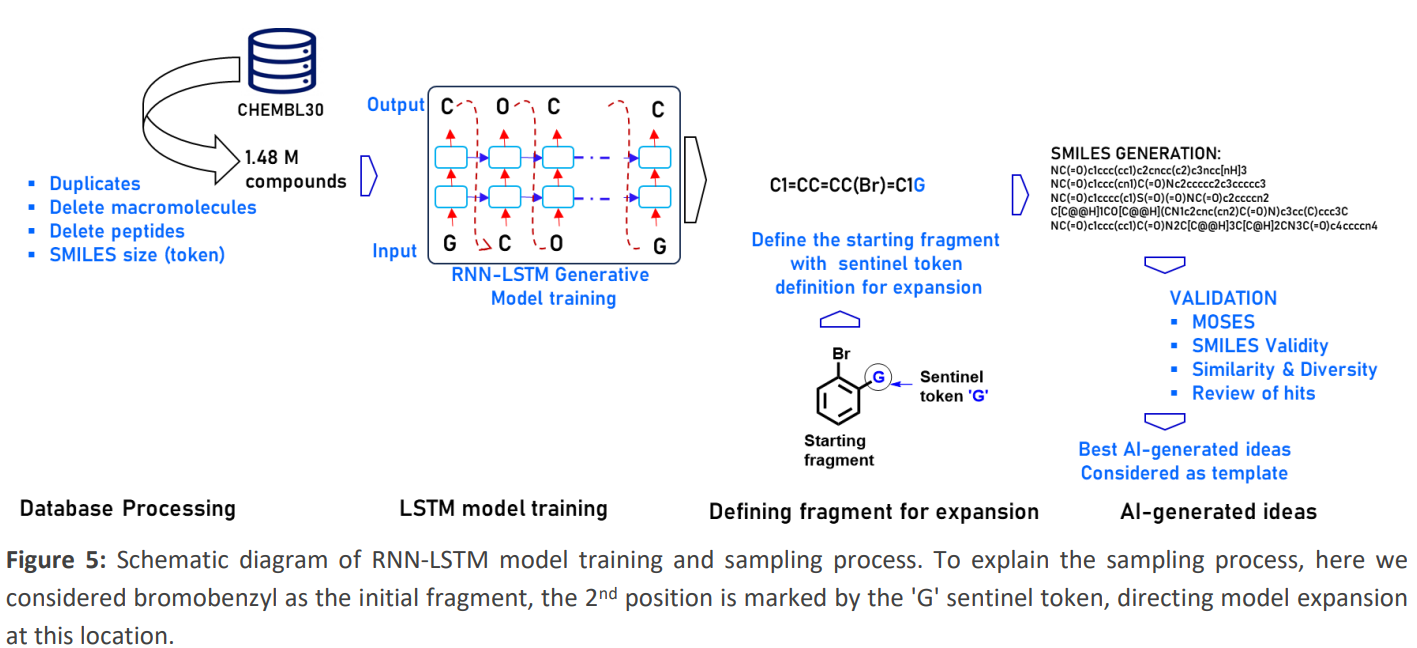 CHEMBL30
1.48 M
compounds
▪ Duplicates
▪ Delete macromolecules
▪ Delete peptides
▪ SMILES size (token)
Output C O C C
Input G C O G
RNN-LSTM Generative
Model training
C1=CC=CC(Br)=C1G
Define the starting fragment
with sentinel token
definition for expansion
Br
G
Sentinel
token 'G'
Starting
fragment
SMILES GENERATION:
NC(=O)c1ccc(cc1)c2cncc(c2)c3ncc[nH]3
NC(=O)c1ccc(cn1)C(=O)Nc2ccccc2c3ccccc3
NC(=O)c1cccc(c1)S(=O)(=O)NC(=O)c2ccccn2
C[C@@H]1CO[C@@H](CN1c2cnc(cn2)C(=O)N)c3cc(C)ccc3C
NC(=O)c1ccc(cc1)C(=O)N2C[C@@H]3C[C@H]2CN3C(=O)c4ccccn4
VALIDATION
▪ MOSES
▪ SMILES Validity
▪ Similarity & Diversity
▪ Review of hits
Best AI-generated ideas
Considered as template
Database Processing
LSTM model training
Defining fragment for expansion
AI-generated ideas
Figure 5: Schematic diagram of RNN-LSTM model training and sampling process. To explain the sampling process, here we
considered bromobenzyl as the initial fragment, the 2nd position is marked by the 'G' sentinel token, directing model expansion
at this location.